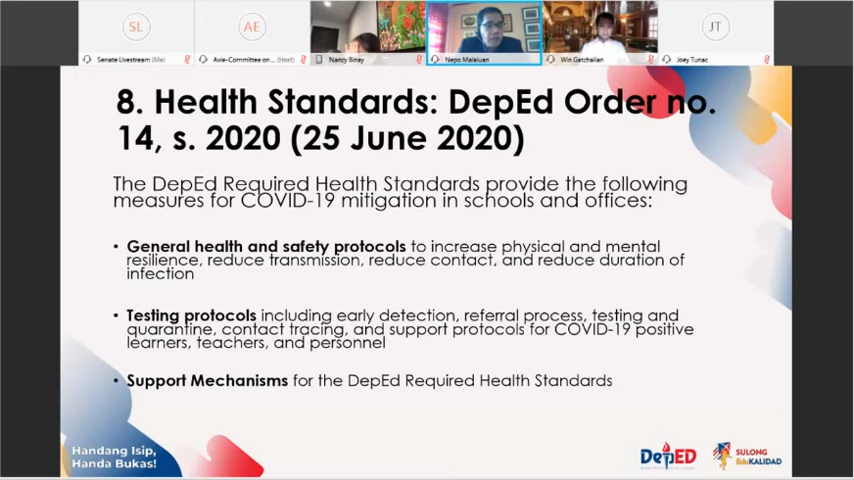 SL
AE
JT
Senate Livestream (Me)
Avie-Committee on ... (Host)
Nancy Binay
Nepo Malaluan
Win Gatchalian
Joey Tunac
8. Health Standards: DepEd Order no.
14, s. 2020 (25 June 2020)
The DepEd Required Health Standards provide the following
measures for COVID-19 mitigation in schools and offices:
• General health and safety protocols to increase physical and mental
resilience, reduce transmission, reduce contact, and reduce duration of
infection
• Testing protocols including early detection, referral process, testing and
quarantine, contact tracing, and support protocols for COVID-19 positive
learners, teachers, and personnel
• Support Mechanisms for the DepEd Required Health Standards
Handang Isip,
Handa Bukas!
DepED
SULONG
EduKALIDAD